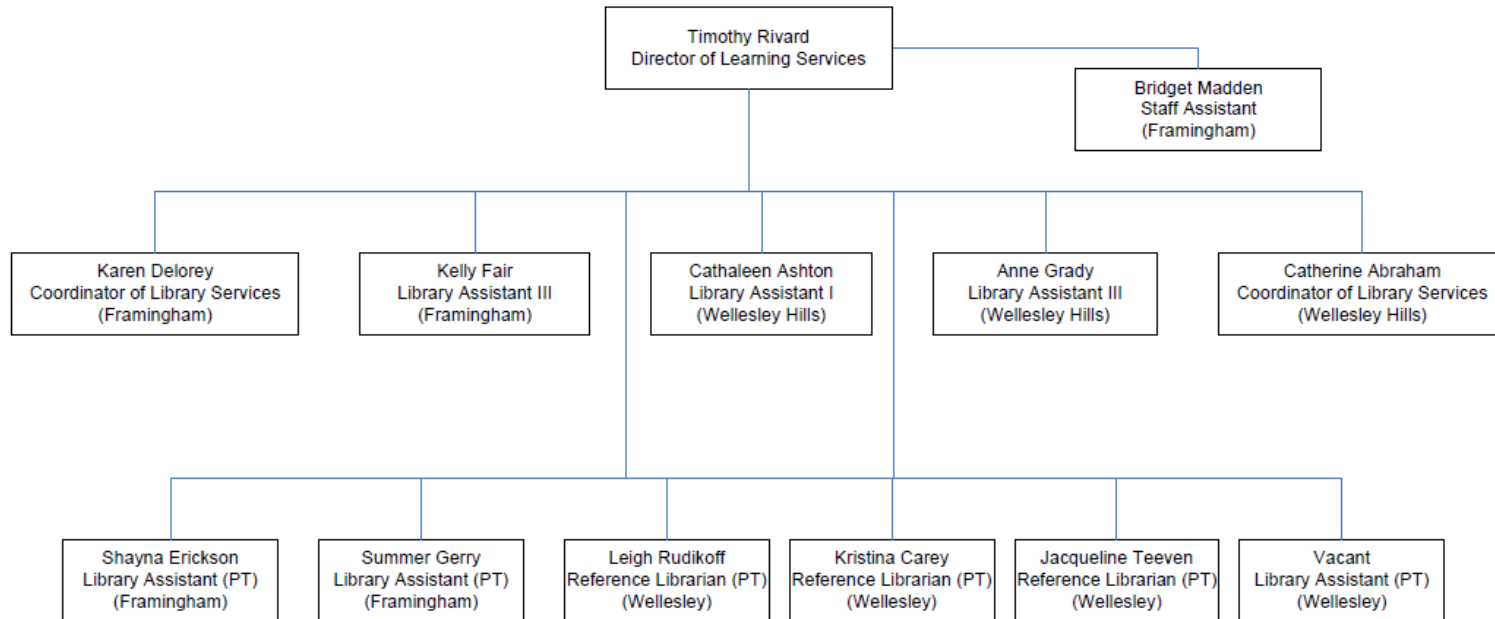 Timothy Rivard
Director of Learning Services
Bridget Madden
Staff Assistant
(Framingham)
Karen Delorey
Coordinator of Library Services
(Framingham)
Kelly Fair
Library Assistant III
(Framingham)
Cathaleen Ashton
Library Assistant I
(Wellesley Hills)
Anne Grady
Library Assistant III
(Wellesley Hills)
Catherine Abraham
Coordinator of Library Services
(Wellesley Hills)
Shayna Erickson
Library Assistant (PT)
(Framingham)
Summer Gerry
Library Assistant (PT)
(Framingham)
Leigh Rudikoff
Reference Librarian (PT)
(Wellesley)
Kristina Carey
Reference Librarian (PT)
(Wellesley)
Jacqueline Teeven
Reference Librarian (PT)
(Wellesley)
Vacant
Library Assistant (PT)
(Wellesley)